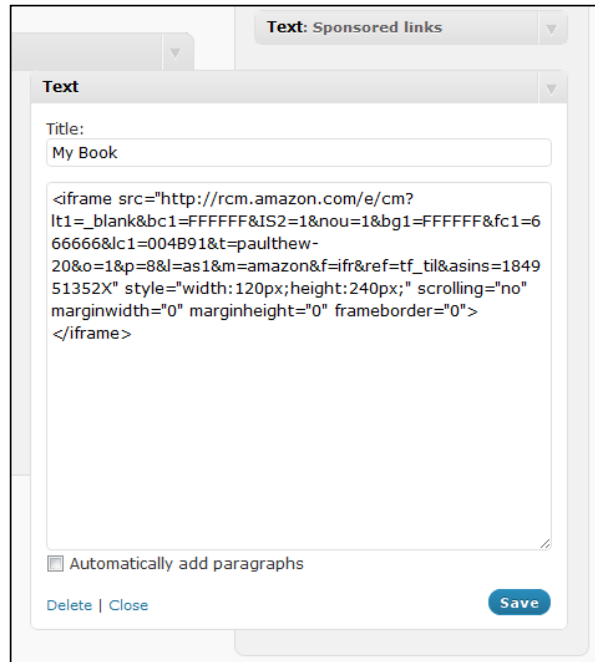 Text: Sponsored links
Text
Title:
My Book
<iframe src="http://rcm.amazon.com/e/cm?
lt1=_blank&bc1=FFFFFF&IS2=1&nou=1&bg1=FFFFFF&fc1=6
66666&lc1=004B91&t=paulthew-
20&o=1&p=8&l=as1&m=amazon&f=ifr&ref=tf_til&asins=1849
51352X" style="width:120px;height:240px;" scrolling="no"
marginwidth="0" marginheight="0" frameborder="0">
</iframe>
Automatically add paragraphs
Delete | Close
Save